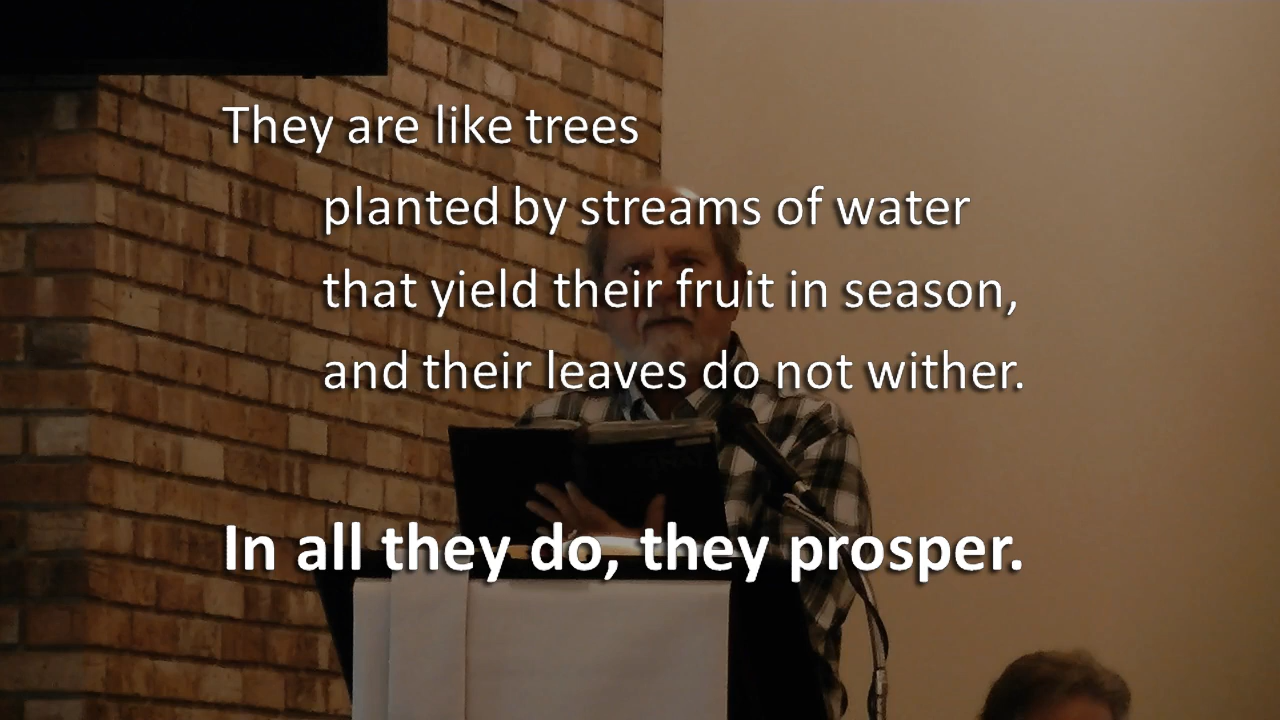 They are like trees
planted by streams of water
that yield their fruit in season,
and their leaves do not wither.
In all they do, they prosper.